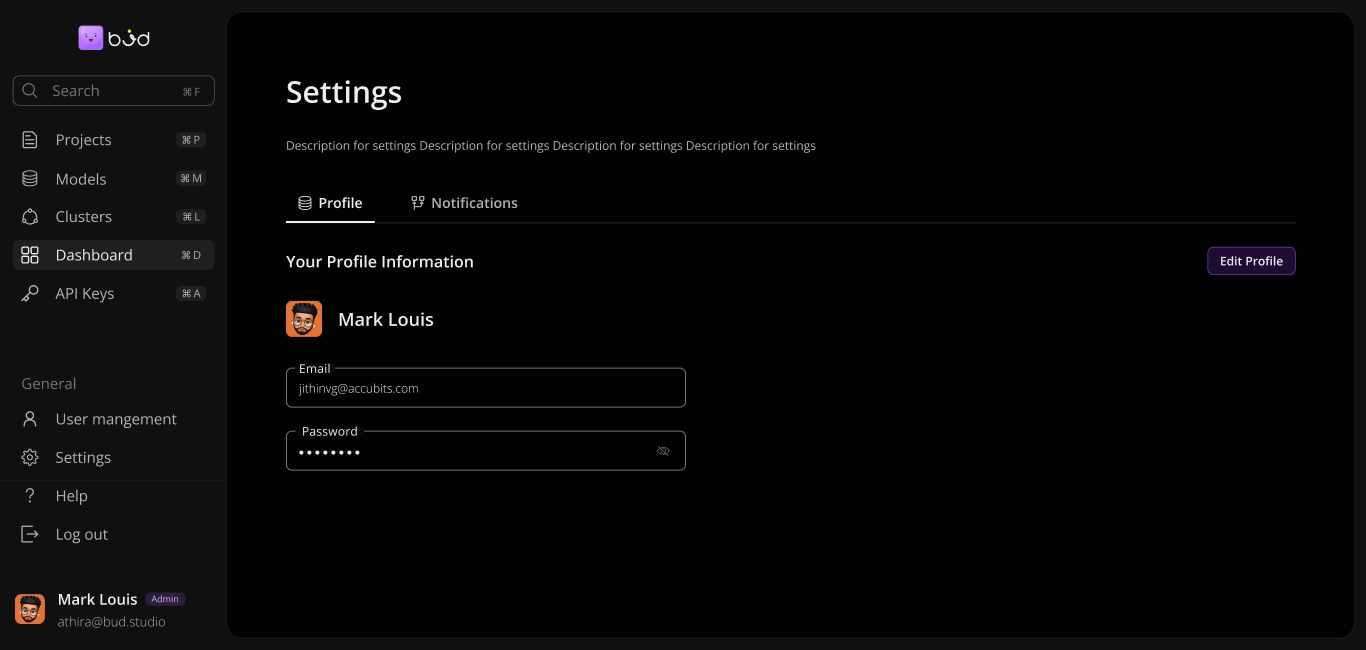 bud
Search ⌘ F
Projects ⌘ P
Models ⌘ M
Clusters ⌘ L
Dashboard ⌘ D
API Keys ⌘ A
General
User mangement
Settings
Help
Log out
Mark Louis Admin
athira@bud.studio
Settings
Description for settings Description for settings Description for settings Description for settings
Profile Notifications
Your Profile Information Edit Profile
Mark Louis
Email
jithinvg@accubits.com
Password
••••••••